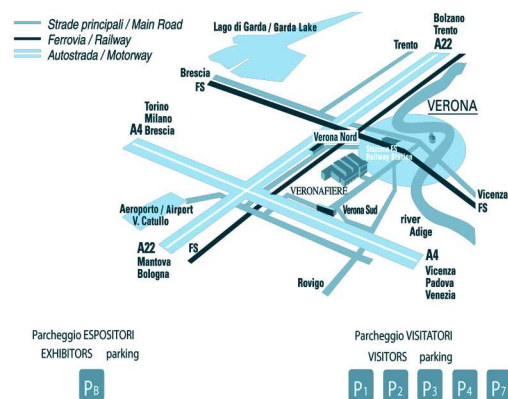 Strade principali / Main Road
Ferrovia / Railway
Autostrada / Motorway
Lago di Garda / Garda Lake
Bolzano
Trento
A22
Trento
Brescia
FS
VERONA
Torino
Milano
A4 Brescia
Verona Nord
Stazione FS
Railway Station
VERONAFIERE
Verona Sud
Vicenza
FS
Aeroporto / Airport
V. Catullo
river
Adige
A22
Mantova
Bologna
FS
A4
Vicenza
Padova
Venezia
Rovigo
Parcheggio ESPOSITORI
EXHIBITORS parking
PB
Parcheggio VISITATORI
VISITORS parking
P1 P2 P3 P4 P7